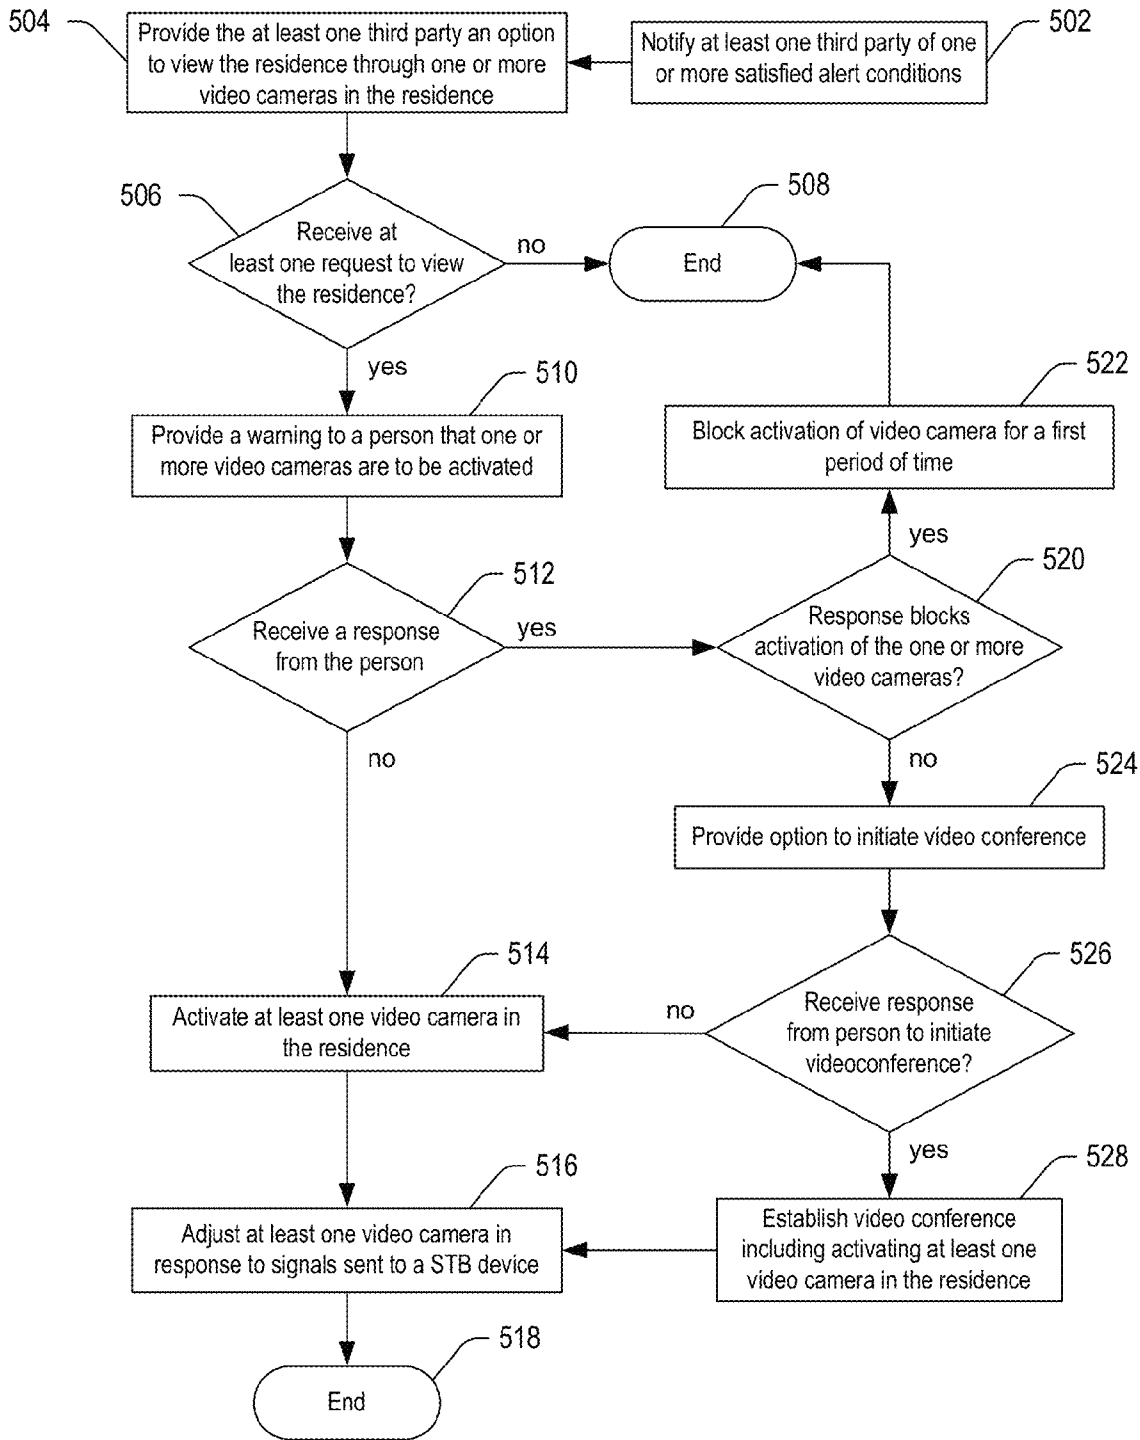 504
Provide the at least one third party an option
to view the residence through one or more
video cameras in the residence
502
Notify at least one third party of one
or more satisfied alert conditions
506
Receive at
least one request to view
the residence?
no
508
End
yes
510
Provide a warning to a person that one or
more video cameras are to be activated
522
Block activation of video camera for a first
period of time
yes
512
Receive a response
from the person
yes
520
Response blocks
activation of the one or more
video cameras?
no
no
524
Provide option to initiate video conference
514
Activate at least one video camera in
the residence
no
526
Receive response
from person to initiate
videoconference?
yes
516
Adjust at least one video camera in
response to signals sent to a STB device
528
Establish video conference
including activating at least one
video camera in the residence
518
End